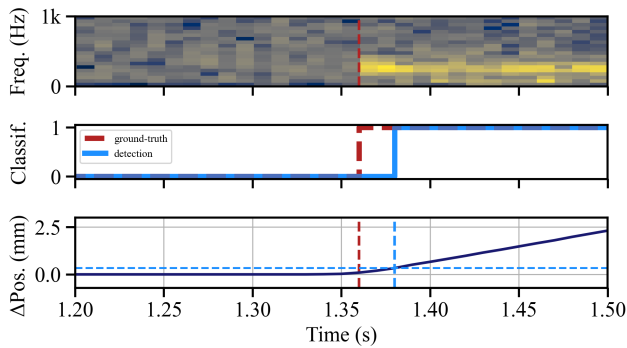 Freq. (Hz)
1k
0
Classif.
1
0
ground-truth
detection
ΔPos. (mm)
2.5
0.0
1.20 1.25 1.30 1.35 1.40 1.45 1.50
Time (s)